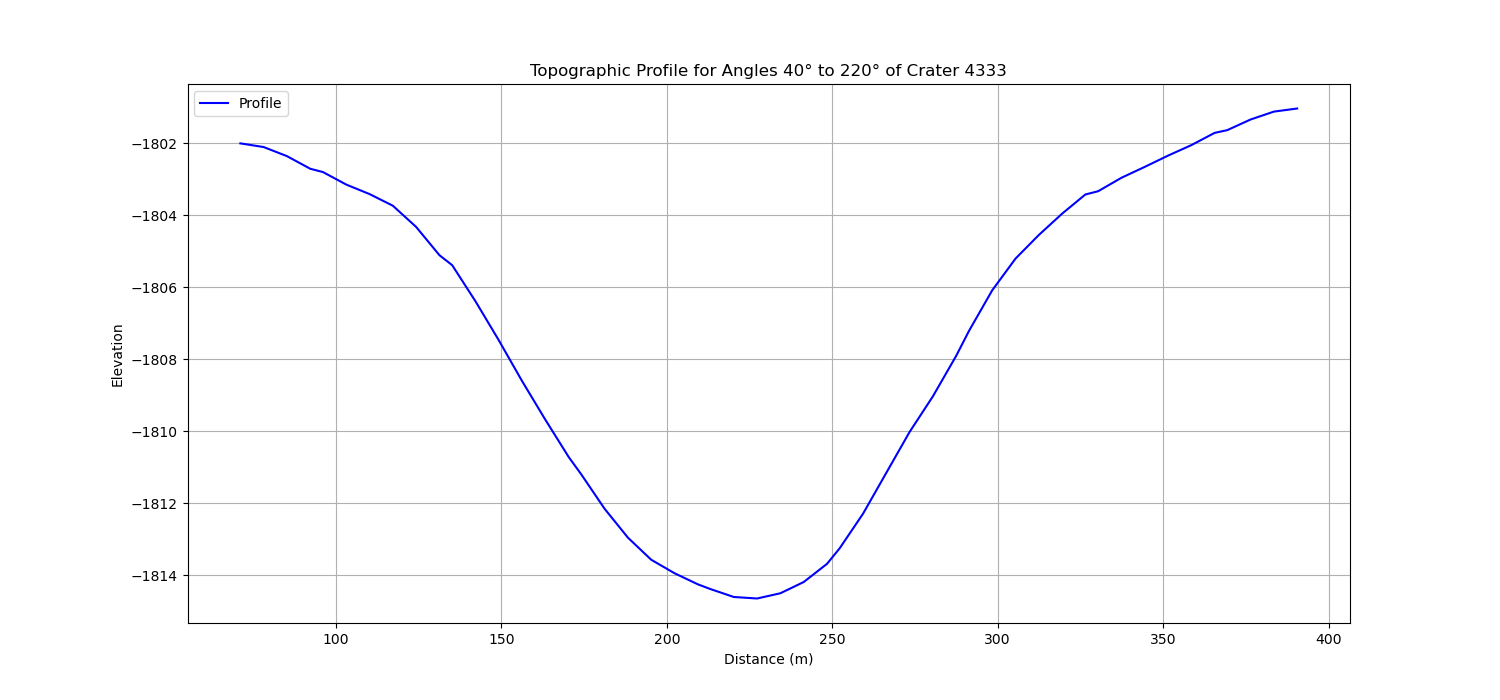 Topographic Profile for Angles 40° to 220° of Crater 4333
Profile
−1802
−1804
−1806
−1808
−1810
−1812
−1814
Elevation
100 150 200 250 300 350 400
Distance (m)